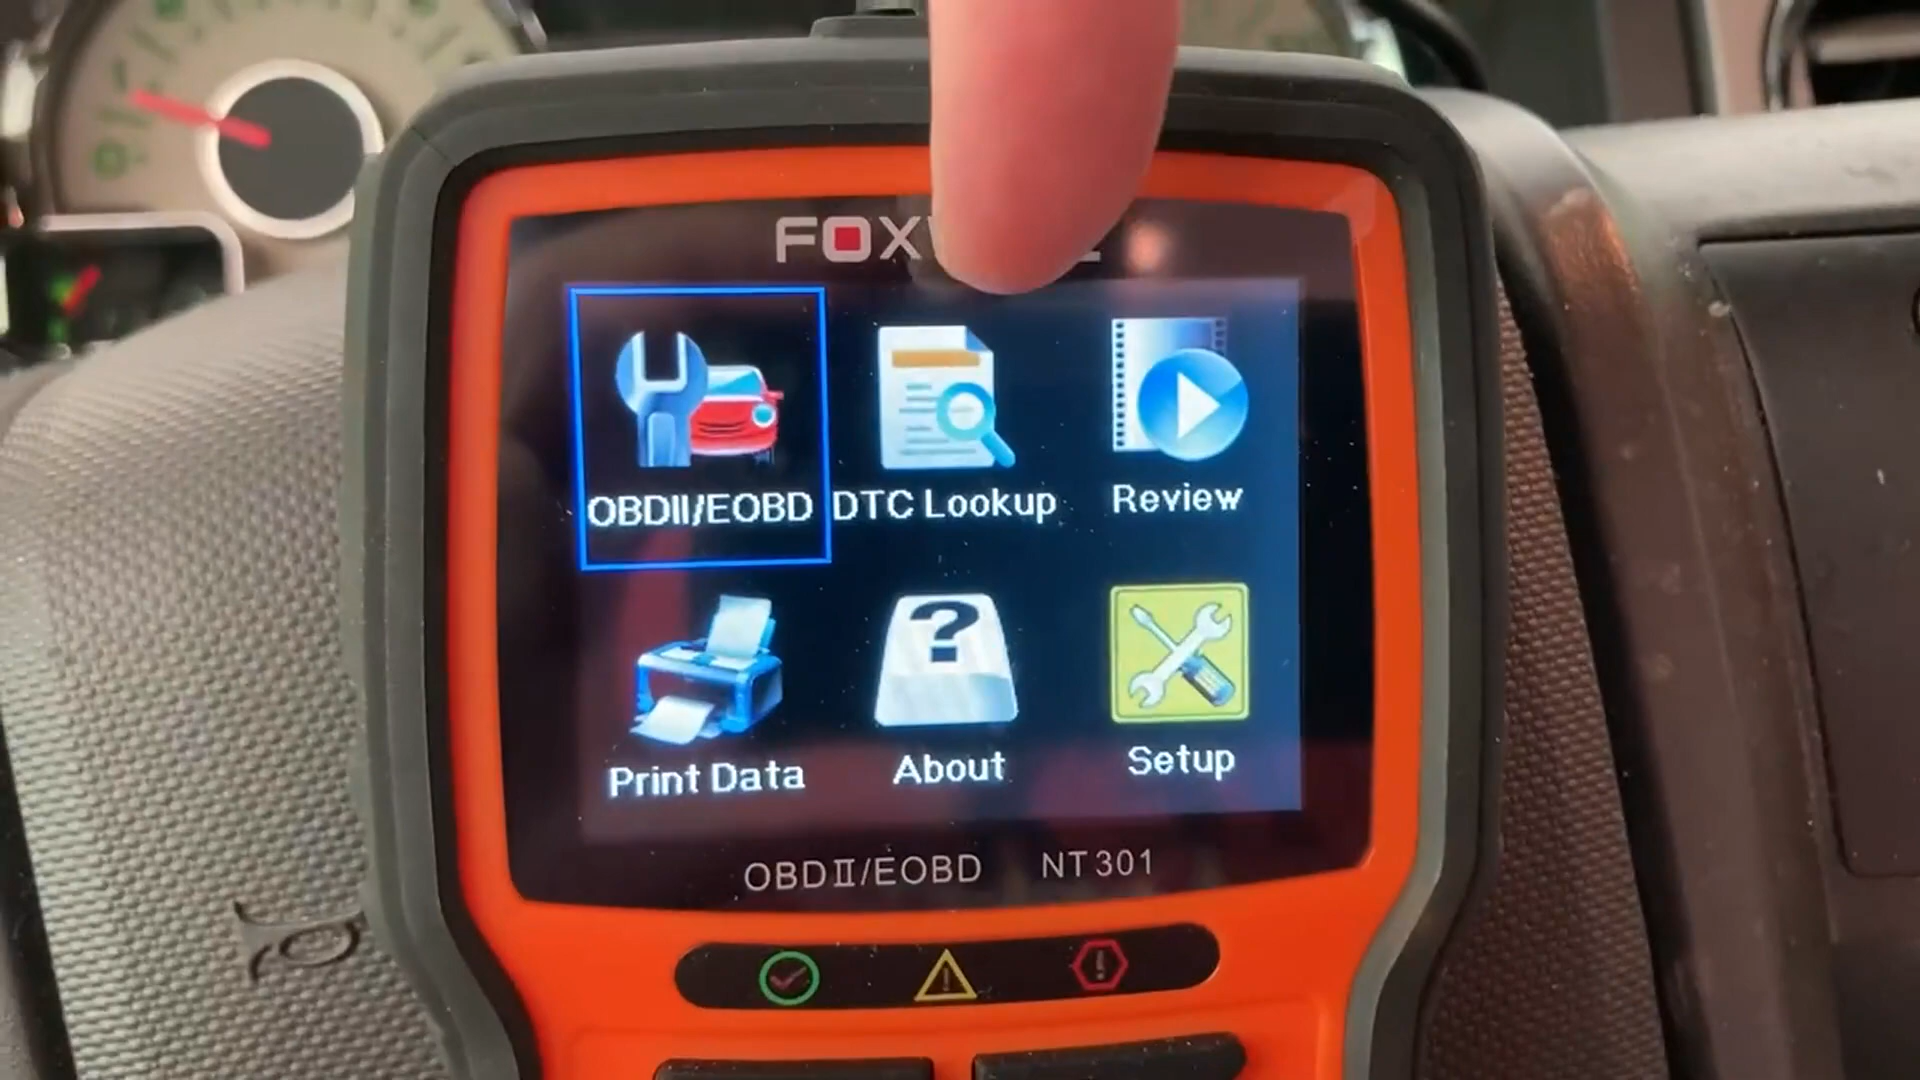 OBDII/EOBD DTC Lookup Review
Print Data About Setup
OBDII/EOBD NT301